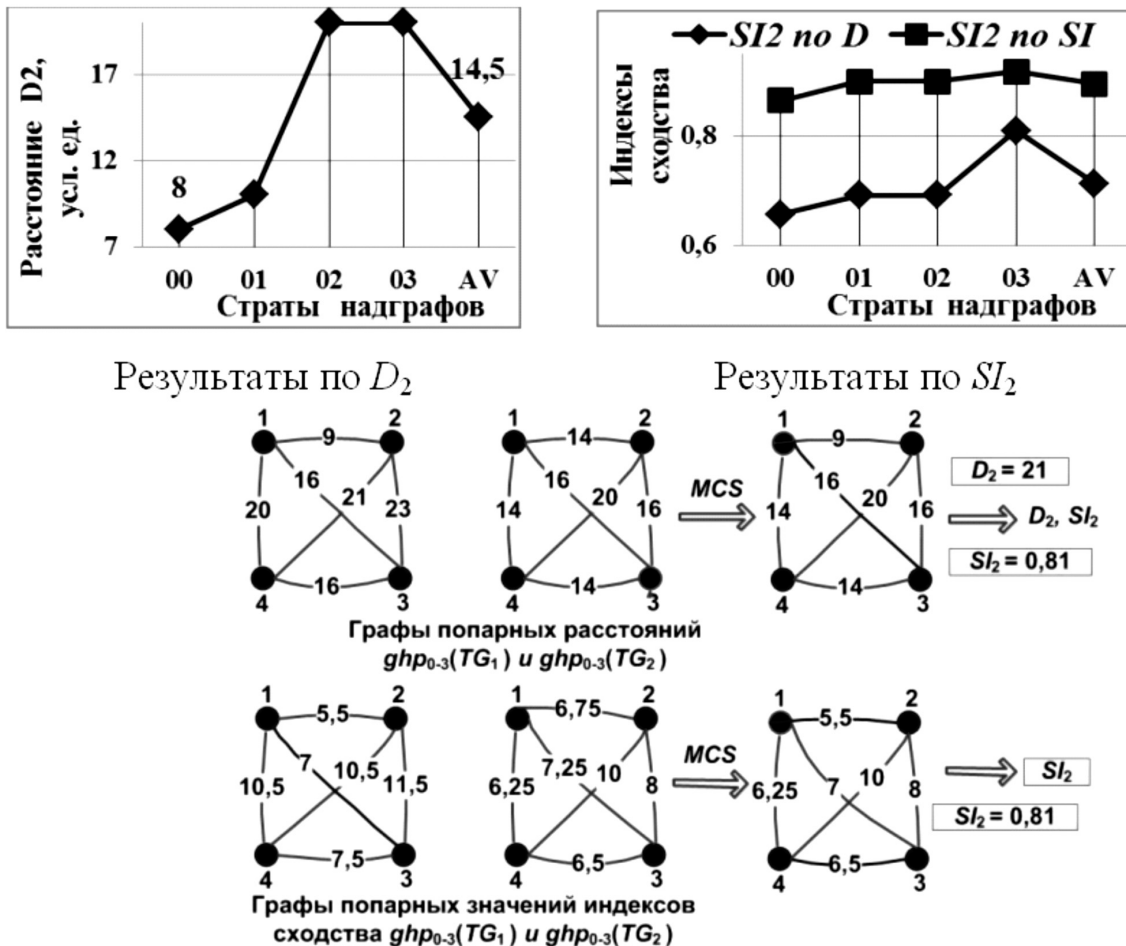 Расстояние D2,
усл. ед.
17
12
7
8
14,5
00 01 02 03 AV
Страты надграфов
SI2 по D SI2 по SI
Индексы
сходства
0,8
0,6
00 01 02 03 AV
Страты надграфов
Результаты по D₂
Результаты по SI₂
1 2
9
16
20 21 23
16
4 3
1 2
14
16
14 20 16
14
4 3
MCS
1 2
9
16
14 20 16
14
4 3
D₂ = 21
D₂, SI₂
SI₂ = 0,81
Графы попарных расстояний
ghp₀₋₃(TG₁) и ghp₀₋₃(TG₂)
1 2
5,5
7
10,5 10,5 11,5
7,5
4 3
1 2
6,75
7,25 10
6,25 8
6,5
4 3
MCS
1 2
5,5
10
6,25 7 8
6,5
4 3
SI₂
SI₂ = 0,81
Графы попарных значений индексов
сходства ghp₀₋₃(TG₁) и ghp₀₋₃(TG₂)